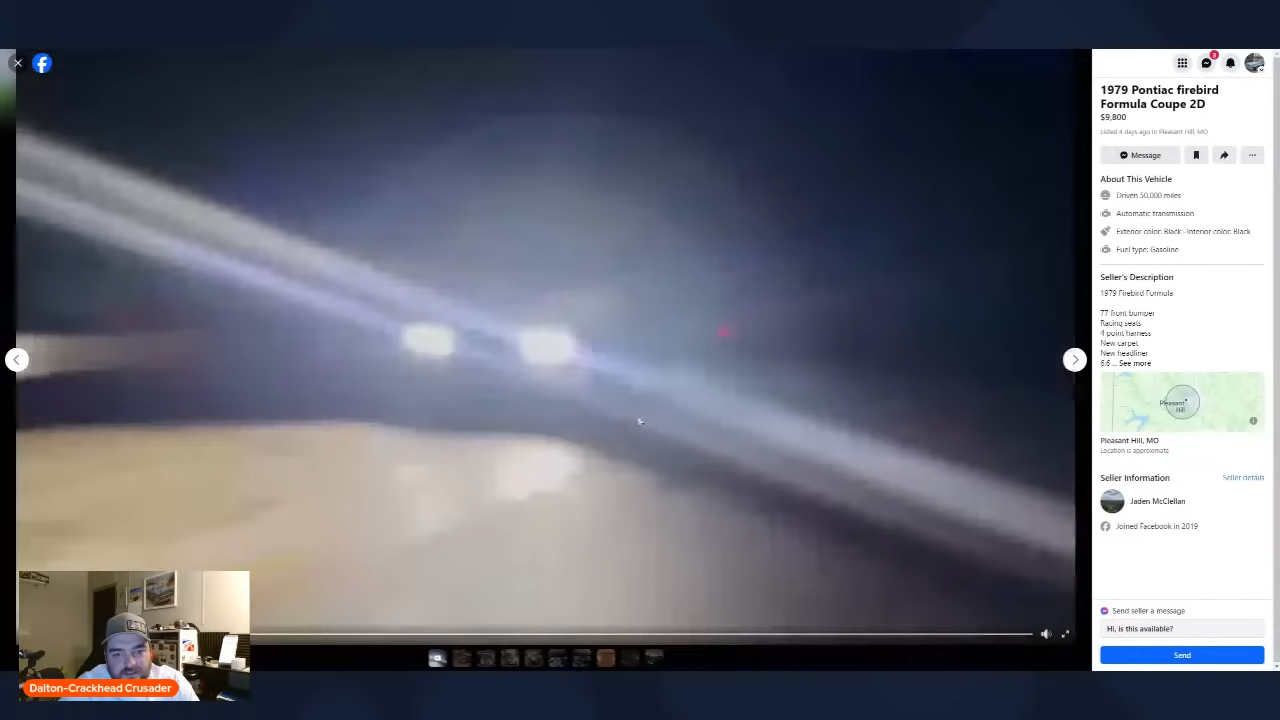 1979 Pontiac firebird
Formula Coupe 2D
$9,800
Listed 4 days ago in Pleasant Hill, MO
Message
About This Vehicle
Driven 50,000 miles
Automatic transmission
Exterior color: Black · Interior color: Black
Fuel type: Gasoline
Seller's Description
1979 Firebird Formula
77 front bumper
Racing seats
4 point harness
New carpet
New headliner
6.6 ... See more
Pleasant
Hill
Pleasant Hill, MO
Location is approximate
Seller Information
Seller details
Jaden McClellan
Joined Facebook in 2019
Send seller a message
Hi, is this available?
Send
Dalton-Crackhead Crusader